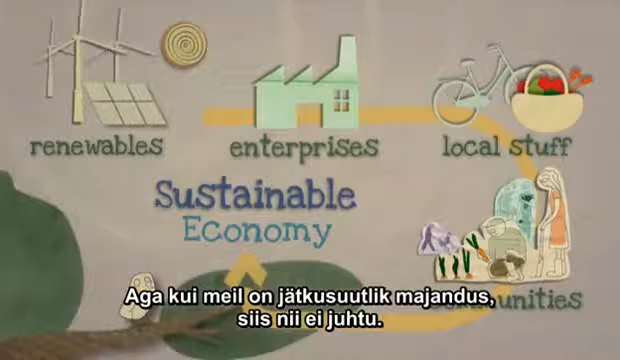 renewables
enterprises
local stuff
Sustainable
Economy
Aga kui meil on jätkusuutlik majandus,
siis nii ei juhtu.